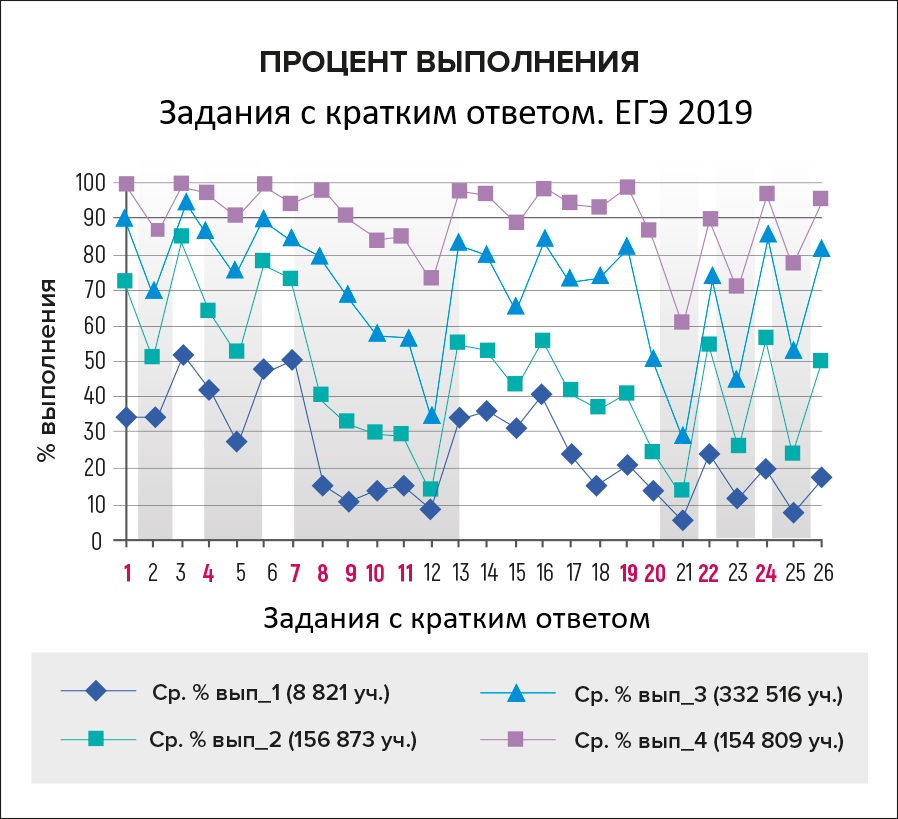 ПРОЦЕНТ ВЫПОЛНЕНИЯ
Задания с кратким ответом. ЕГЭ 2019
% выполнения
100
90
80
70
60
50
40
30
20
10
0
1 2 3 4 5 6 7 8 9 10 11 12 13 14 15 16 17 18 19 20 21 22 23 24 25 26
Задания с кратким ответом
Ср. % вып_1 (8 821 уч.)
Ср. % вып_2 (156 873 уч.)
Ср. % вып_3 (332 516 уч.)
Ср. % вып_4 (154 809 уч.)